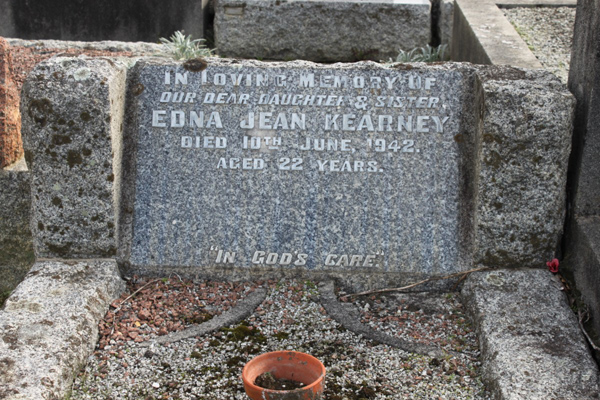 IN LOVING MEMORY OF
OUR DEAR DAUGHTER & SISTER,
EDNA JEAN KEARNEY
DIED 10TH JUNE, 1942.
AGED 22 YEARS.
"IN GOD'S CARE."